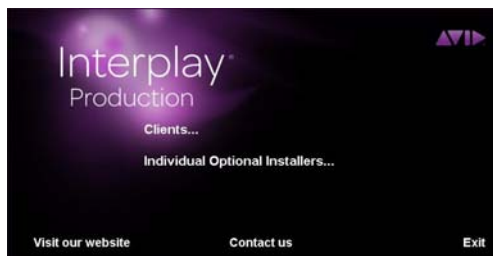 AVID
Interplay®
Production
Clients...
Individual Optional Installers...
Visit our website
Contact us
Exit